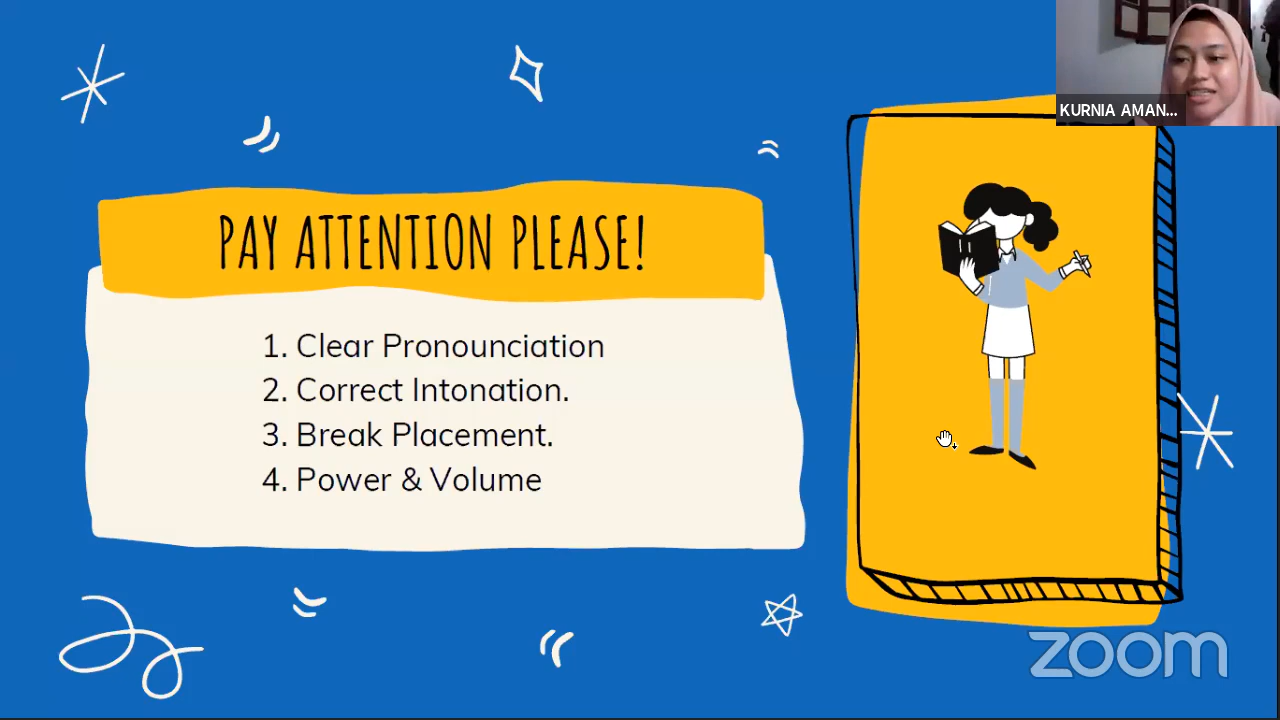 KURNIA AMAN...
PAY ATTENTION PLEASE!
1. Clear Pronounciation
2. Correct Intonation.
3. Break Placement.
4. Power & Volume
zoom